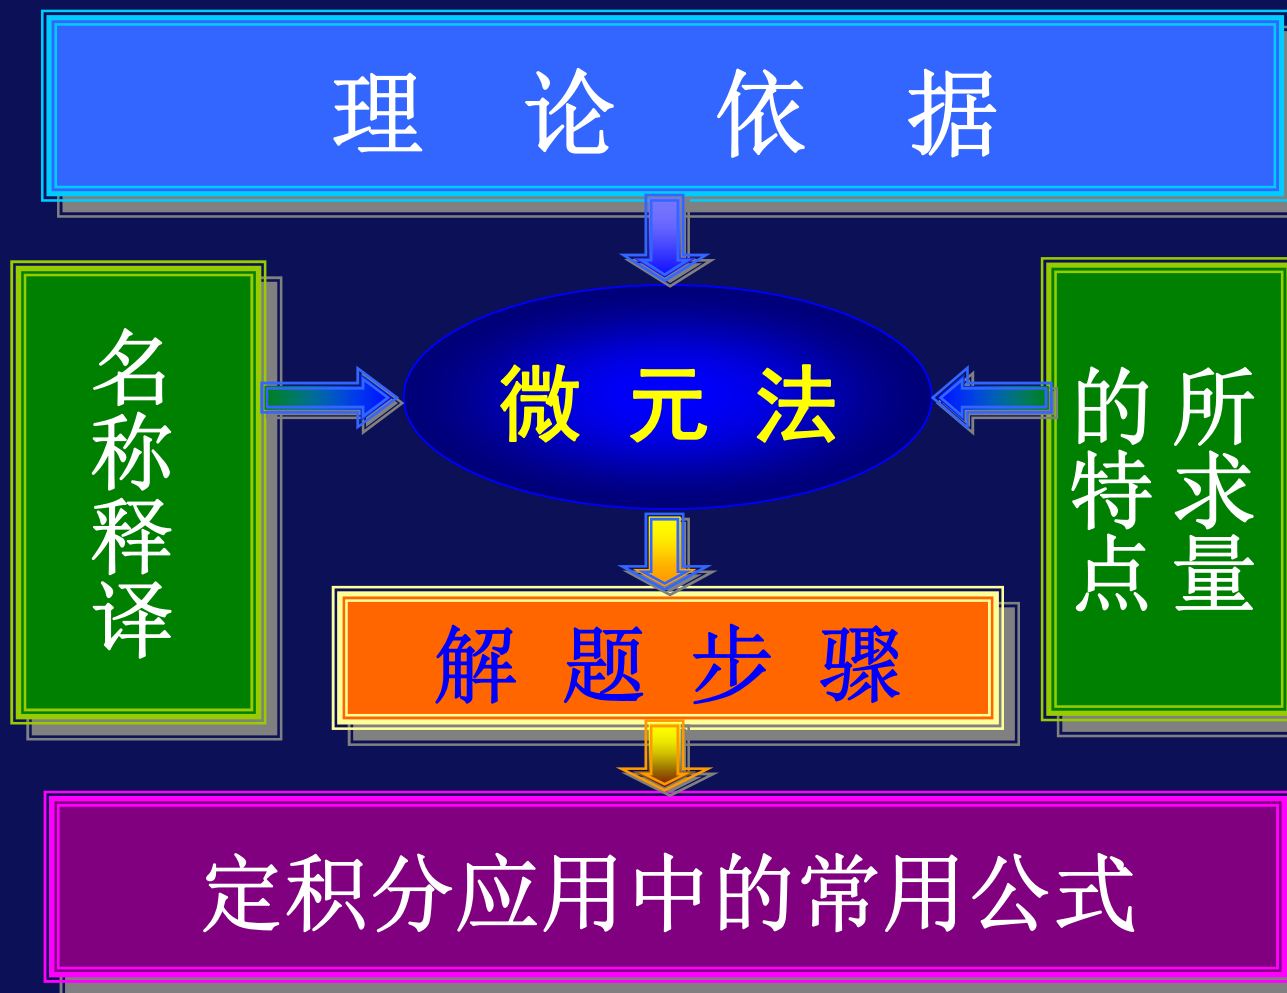 理 论 依 据
名称释译
微 元 法
所求量
的特点
解 题 步 骤
定积分应用中的常用公式